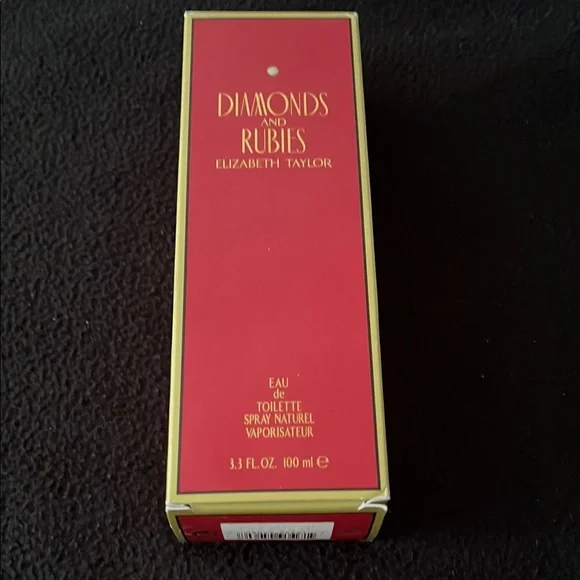 DIAMONDS
AND
RUBIES
ELIZABETH TAYLOR
EAU
de
TOILETTE
SPRAY NATUREL
VAPORISATEUR
3.3 FL. OZ. 100 ml ℮